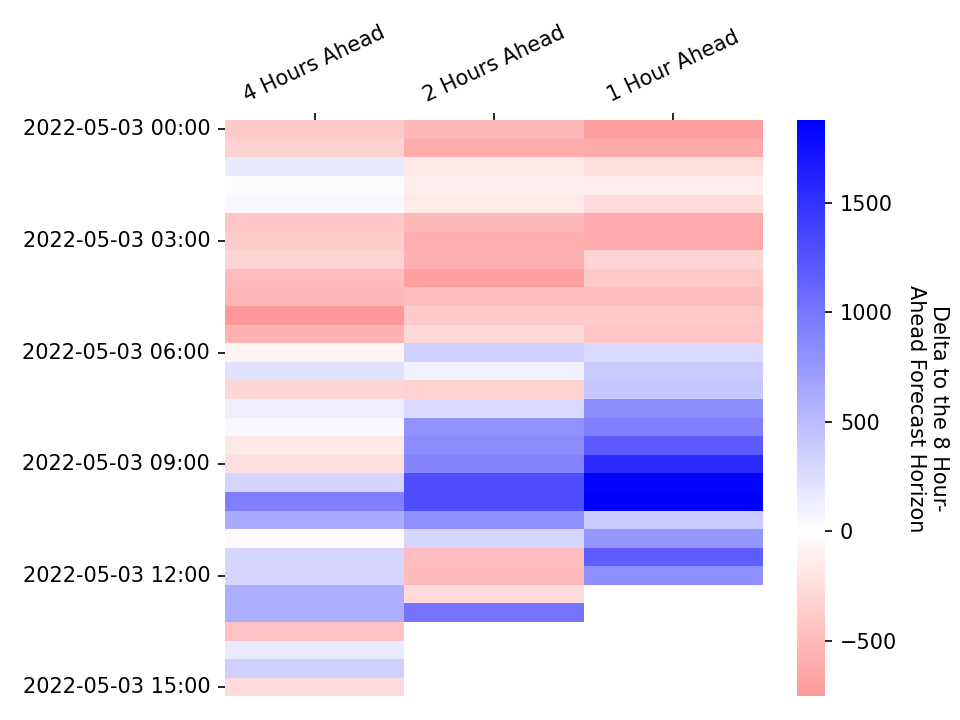 4 Hours Ahead
2 Hours Ahead
1 Hour Ahead
2022-05-03 00:00
2022-05-03 03:00
2022-05-03 06:00
2022-05-03 09:00
2022-05-03 12:00
2022-05-03 15:00
1500
1000
500
0
−500
Delta to the 8 Hour-
Ahead Forecast Horizon